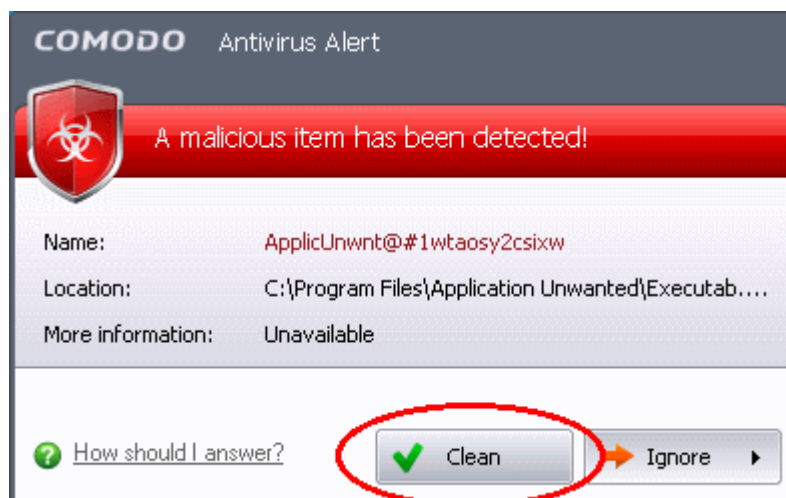 COMODO Antivirus Alert
A malicious item has been detected!
Name: ApplicUnwnt@#1wtaosy2csixw
Location: C:\Program Files\Application Unwanted\Executab....
More information: Unavailable
How should I answer? Clean Ignore